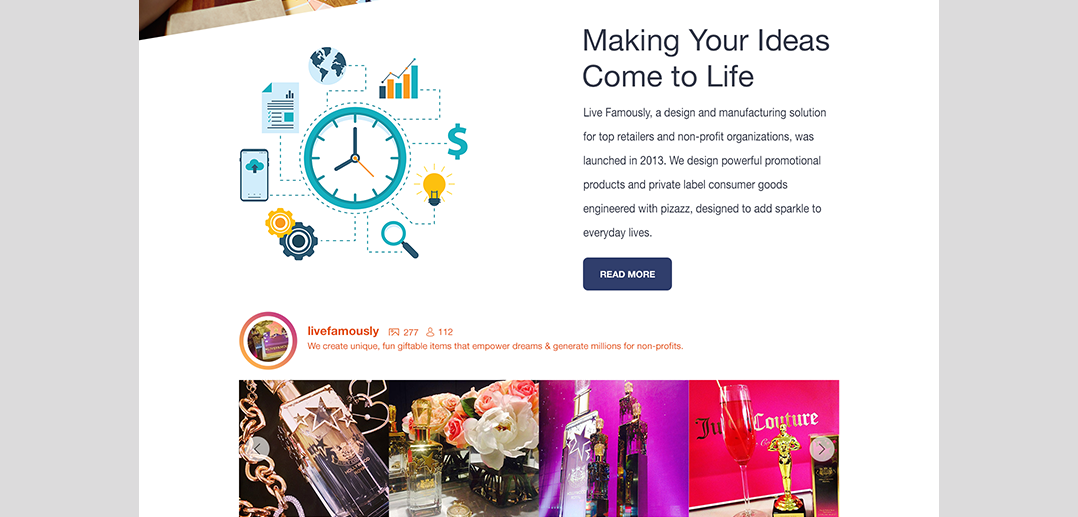 Making Your Ideas
Come to Life
Live Famously, a design and manufacturing solution
for top retailers and non-profit organizations, was
launched in 2013. We design powerful promotional
products and private label consumer goods
engineered with pizazz, designed to add sparkle to
everyday lives.
READ MORE
$
livefamously 277 112
We create unique, fun giftable items that empower dreams & generate millions for non-profits.
Couture